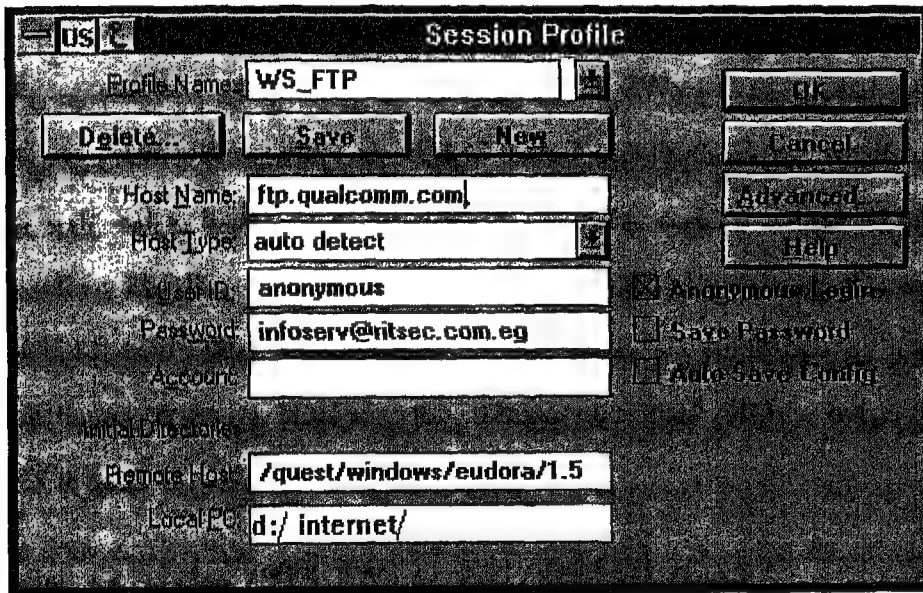 US Session Profile
Profile Name: WS_FTP
OK
Delete... Save New
Cancel
Host Name: ftp.qualcomm.com
Advanced...
Host Type: auto detect
Help
User ID: anonymous
Anonymous Login
Password: infoserv@ritsec.com.eg
Save Password
Account:
Auto Save Config
Initial Directories
Remote Host: /quest/windows/eudora/1.5
Local PC: d:/ internet/